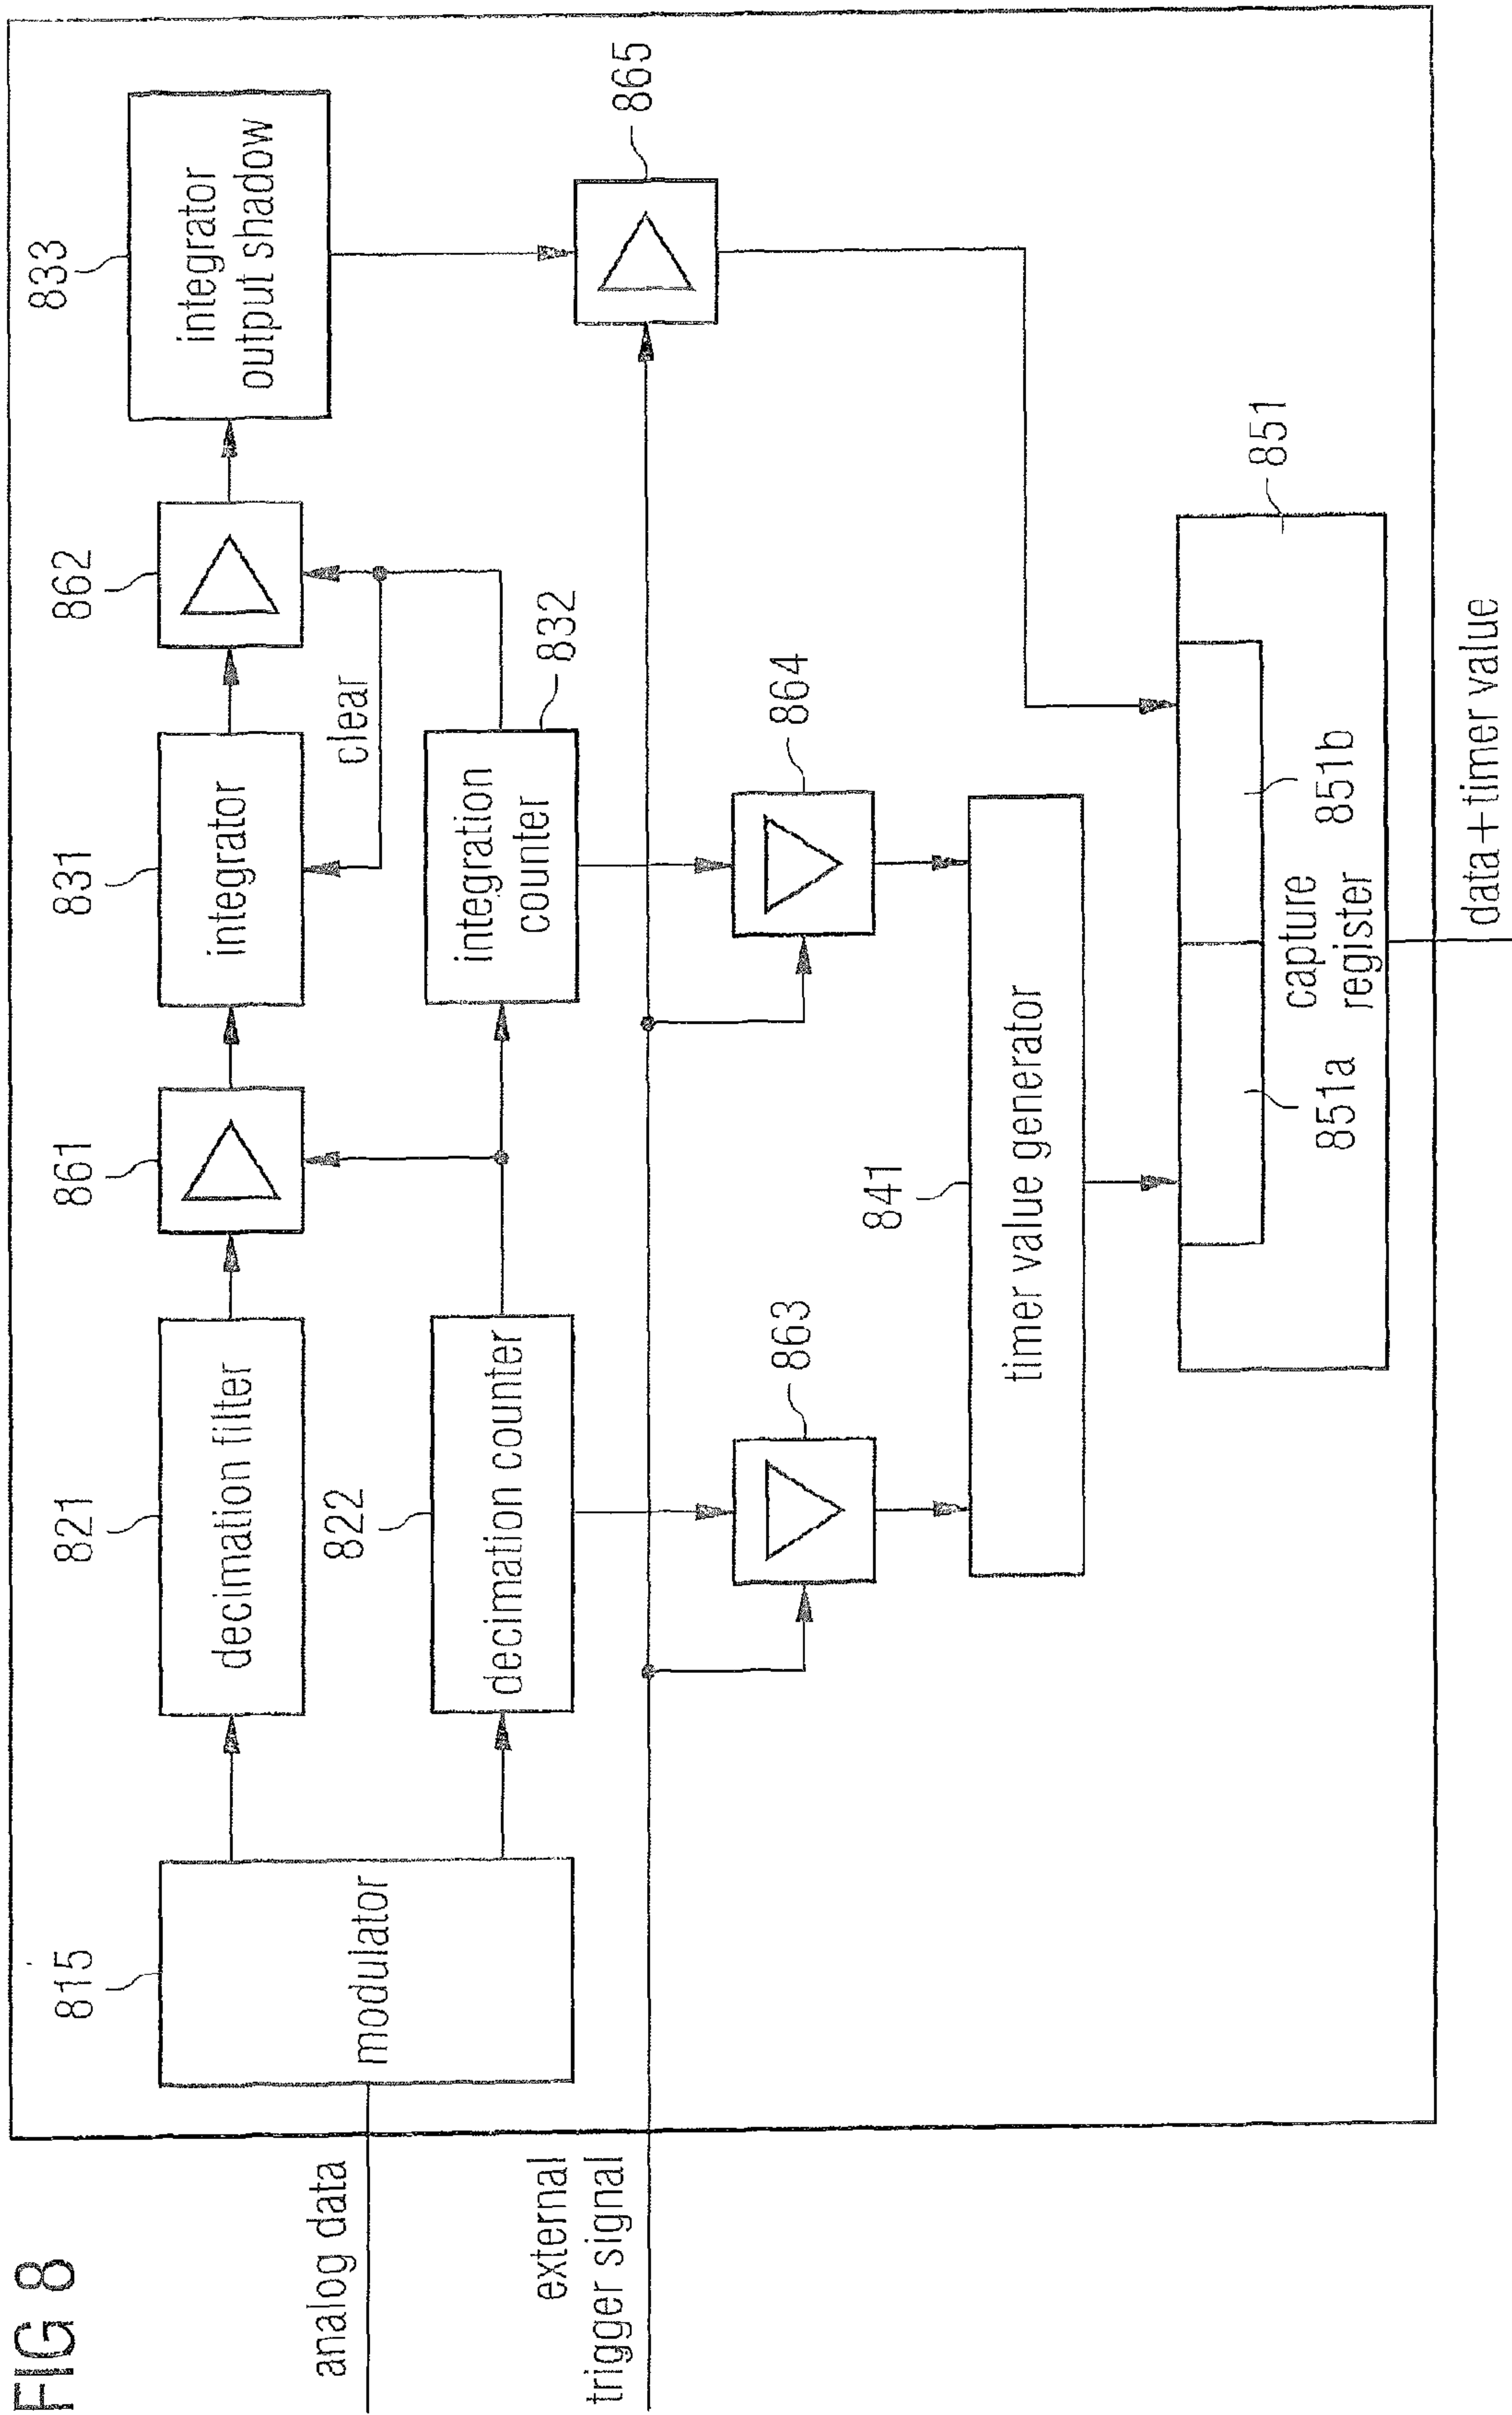 FIG 8
analog data
external
trigger signal
815
modulator
821
decimation filter
822
decimation counter
861
831
integrator
clear
862
833
integrator
output shadow
integration
counter
832
865
863
864
841
timer value generator
851a
capture
register
851b
851
data + timer value